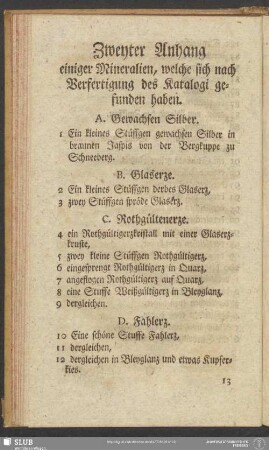 Zweyter Anhang
einiger Mineralien, welche sich nach
Verfertigung des Katalogi ge-
funden haben.
A. Gewachsen Silber.
1 Ein kleines Stüffgen gewachsen Silber in
braunen Jaspis von der Bergkuppe zu
Schneeberg.
B. Glaserze.
2 Ein kleines Stüffgen derbes Glaserz,
3 zwey Stüffgen spröde Glaserz.
C. Rothgültenerze.
4 ein Rothgültigerzkristall mit einer Glaserz-
kruste,
5 zwey kleine Stüffgen Rothgültigerz,
6 eingesprengt Rothgültigerz in Quarz,
7 angeflogen Rothgültigerz auf Quarz,
8 eine Stuffe Weißgültigerz in Bleyglanz,
9 dergleichen.
D. Fahlerz.
10 Eine schöne Stuffe Fahlerz,
11 dergleichen,
12 dergleichen in Bleyglanz und etwas Kupfer-
kies.
13
SLUB